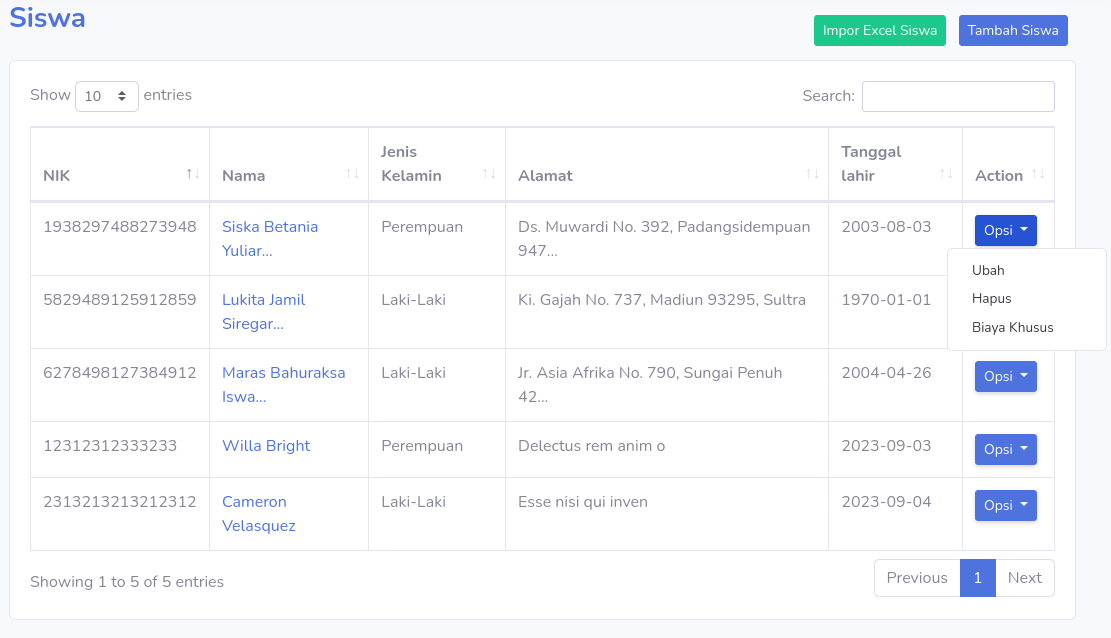 Siswa
Impor Excel Siswa Tambah Siswa
Show 10 entries Search:
NIK Nama Jenis Kelamin Alamat Tanggal lahir Action
1938297488273948 Siska Betania Perempuan Ds. Muwardi No. 392, Padangsidempuan 2003-08-03 Opsi
Yuliar... 947...
Ubah
Hapus
Biaya Khusus
5829489125912859 Lukita Jamil Laki-Laki Ki. Gajah No. 737, Madiun 93295, Sultra 1970-01-01
Siregar...
6278498127384912 Maras Bahuraksa Laki-Laki Jr. Asia Afrika No. 790, Sungai Penuh 2004-04-26 Opsi
Iswa... 42...
12312312333233 Willa Bright Perempuan Delectus rem anim o 2023-09-03 Opsi
2313213213212312 Cameron Laki-Laki Esse nisi qui inven 2023-09-04 Opsi
Velasquez
Showing 1 to 5 of 5 entries Previous 1 Next